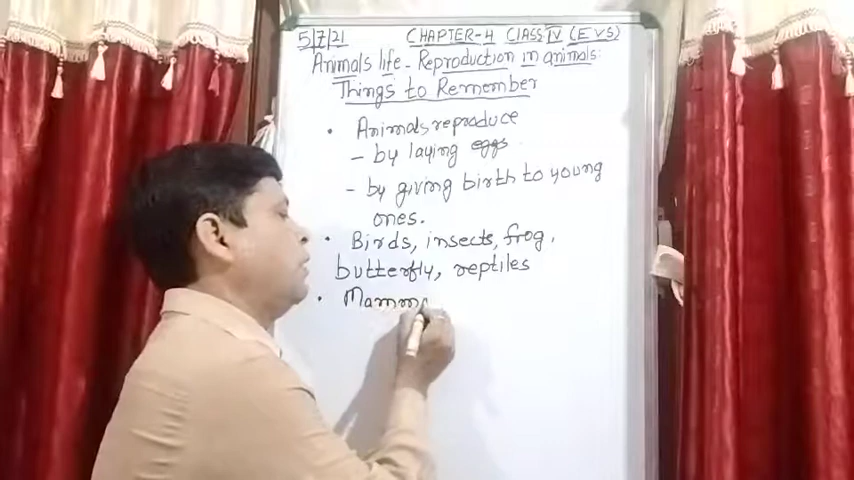 5/7/21 CHAPTER-4 CLASS IV (EVS)
Animals life - Reproduction in animals:
Things to Remember
• Animals reproduce
- by laying eggs.
- by giving birth to young
ones.
• Birds, insects, frog,
butterfly, reptiles
• Mamma